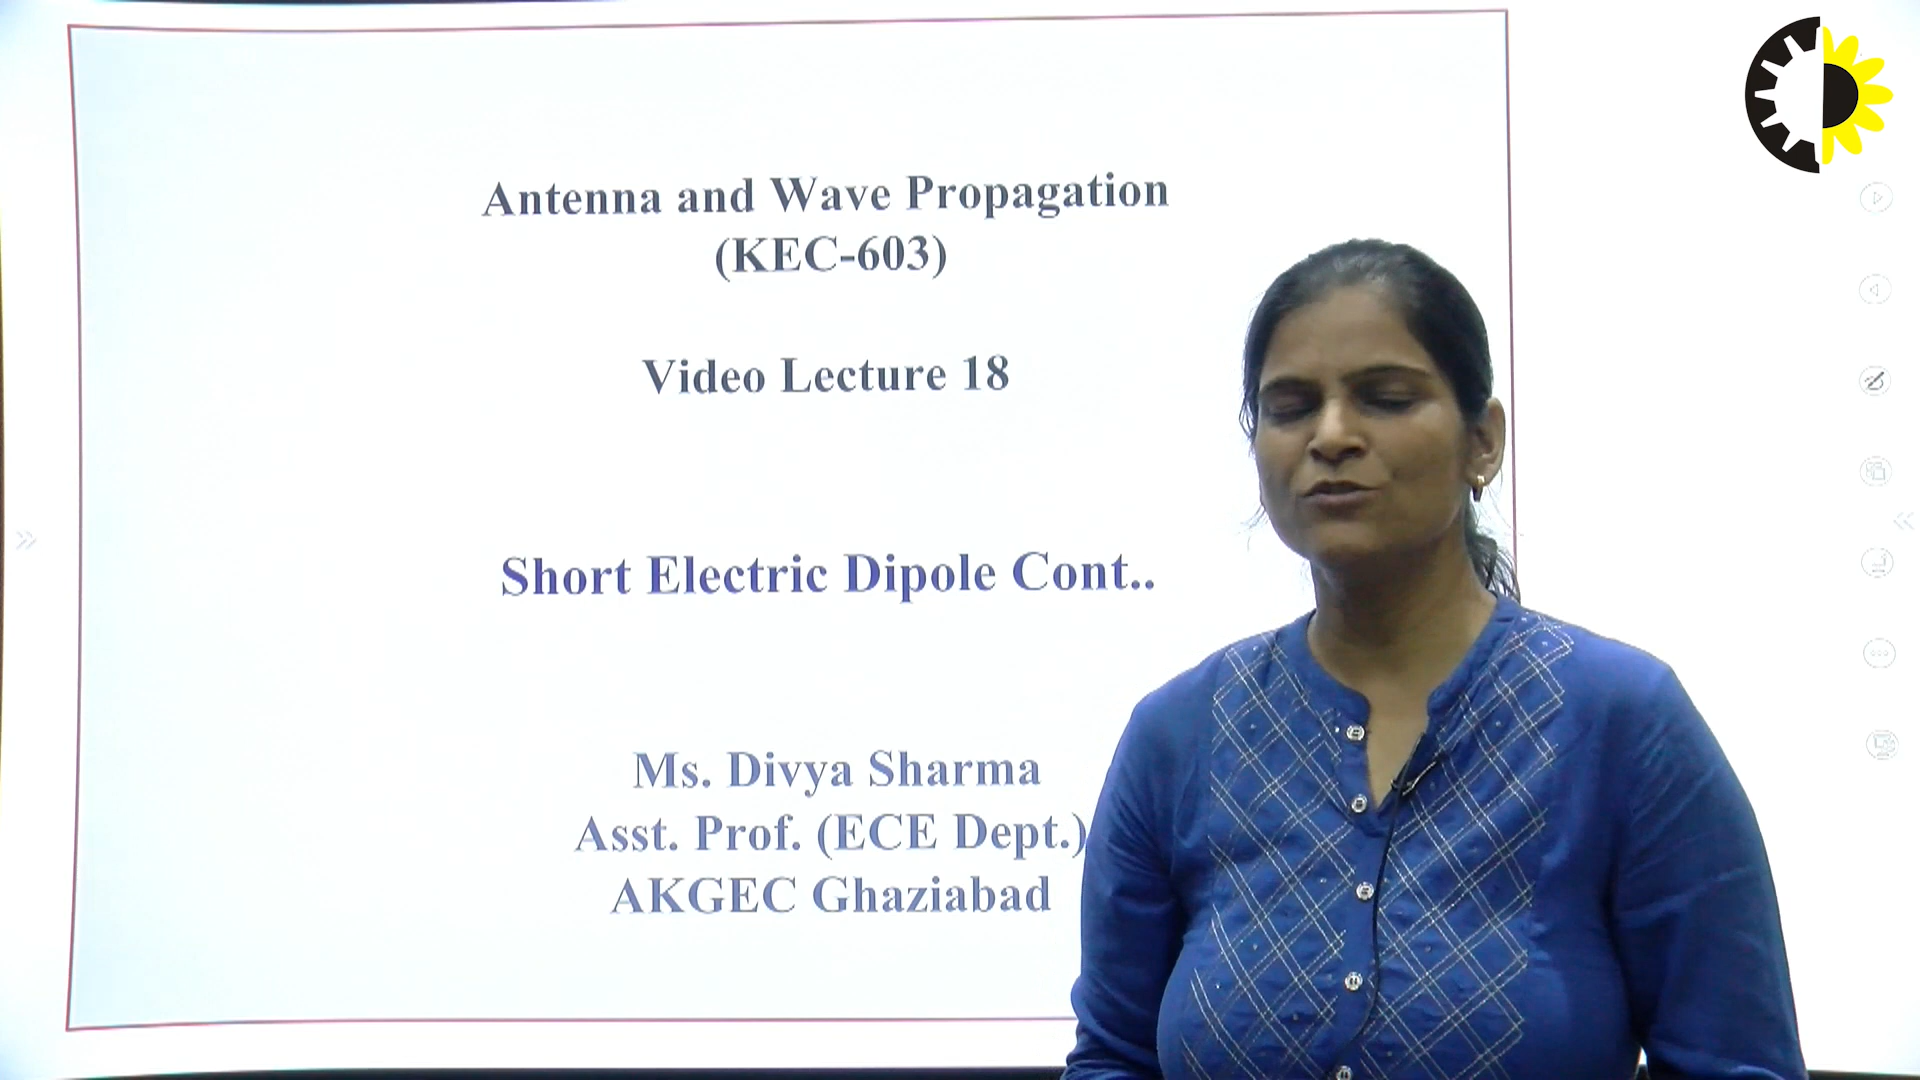 Antenna and Wave Propagation
(KEC-603)
Video Lecture 18
Short Electric Dipole Cont..
Ms. Divya Sharma
Asst. Prof. (ECE Dept.)
AKGEC Ghaziabad